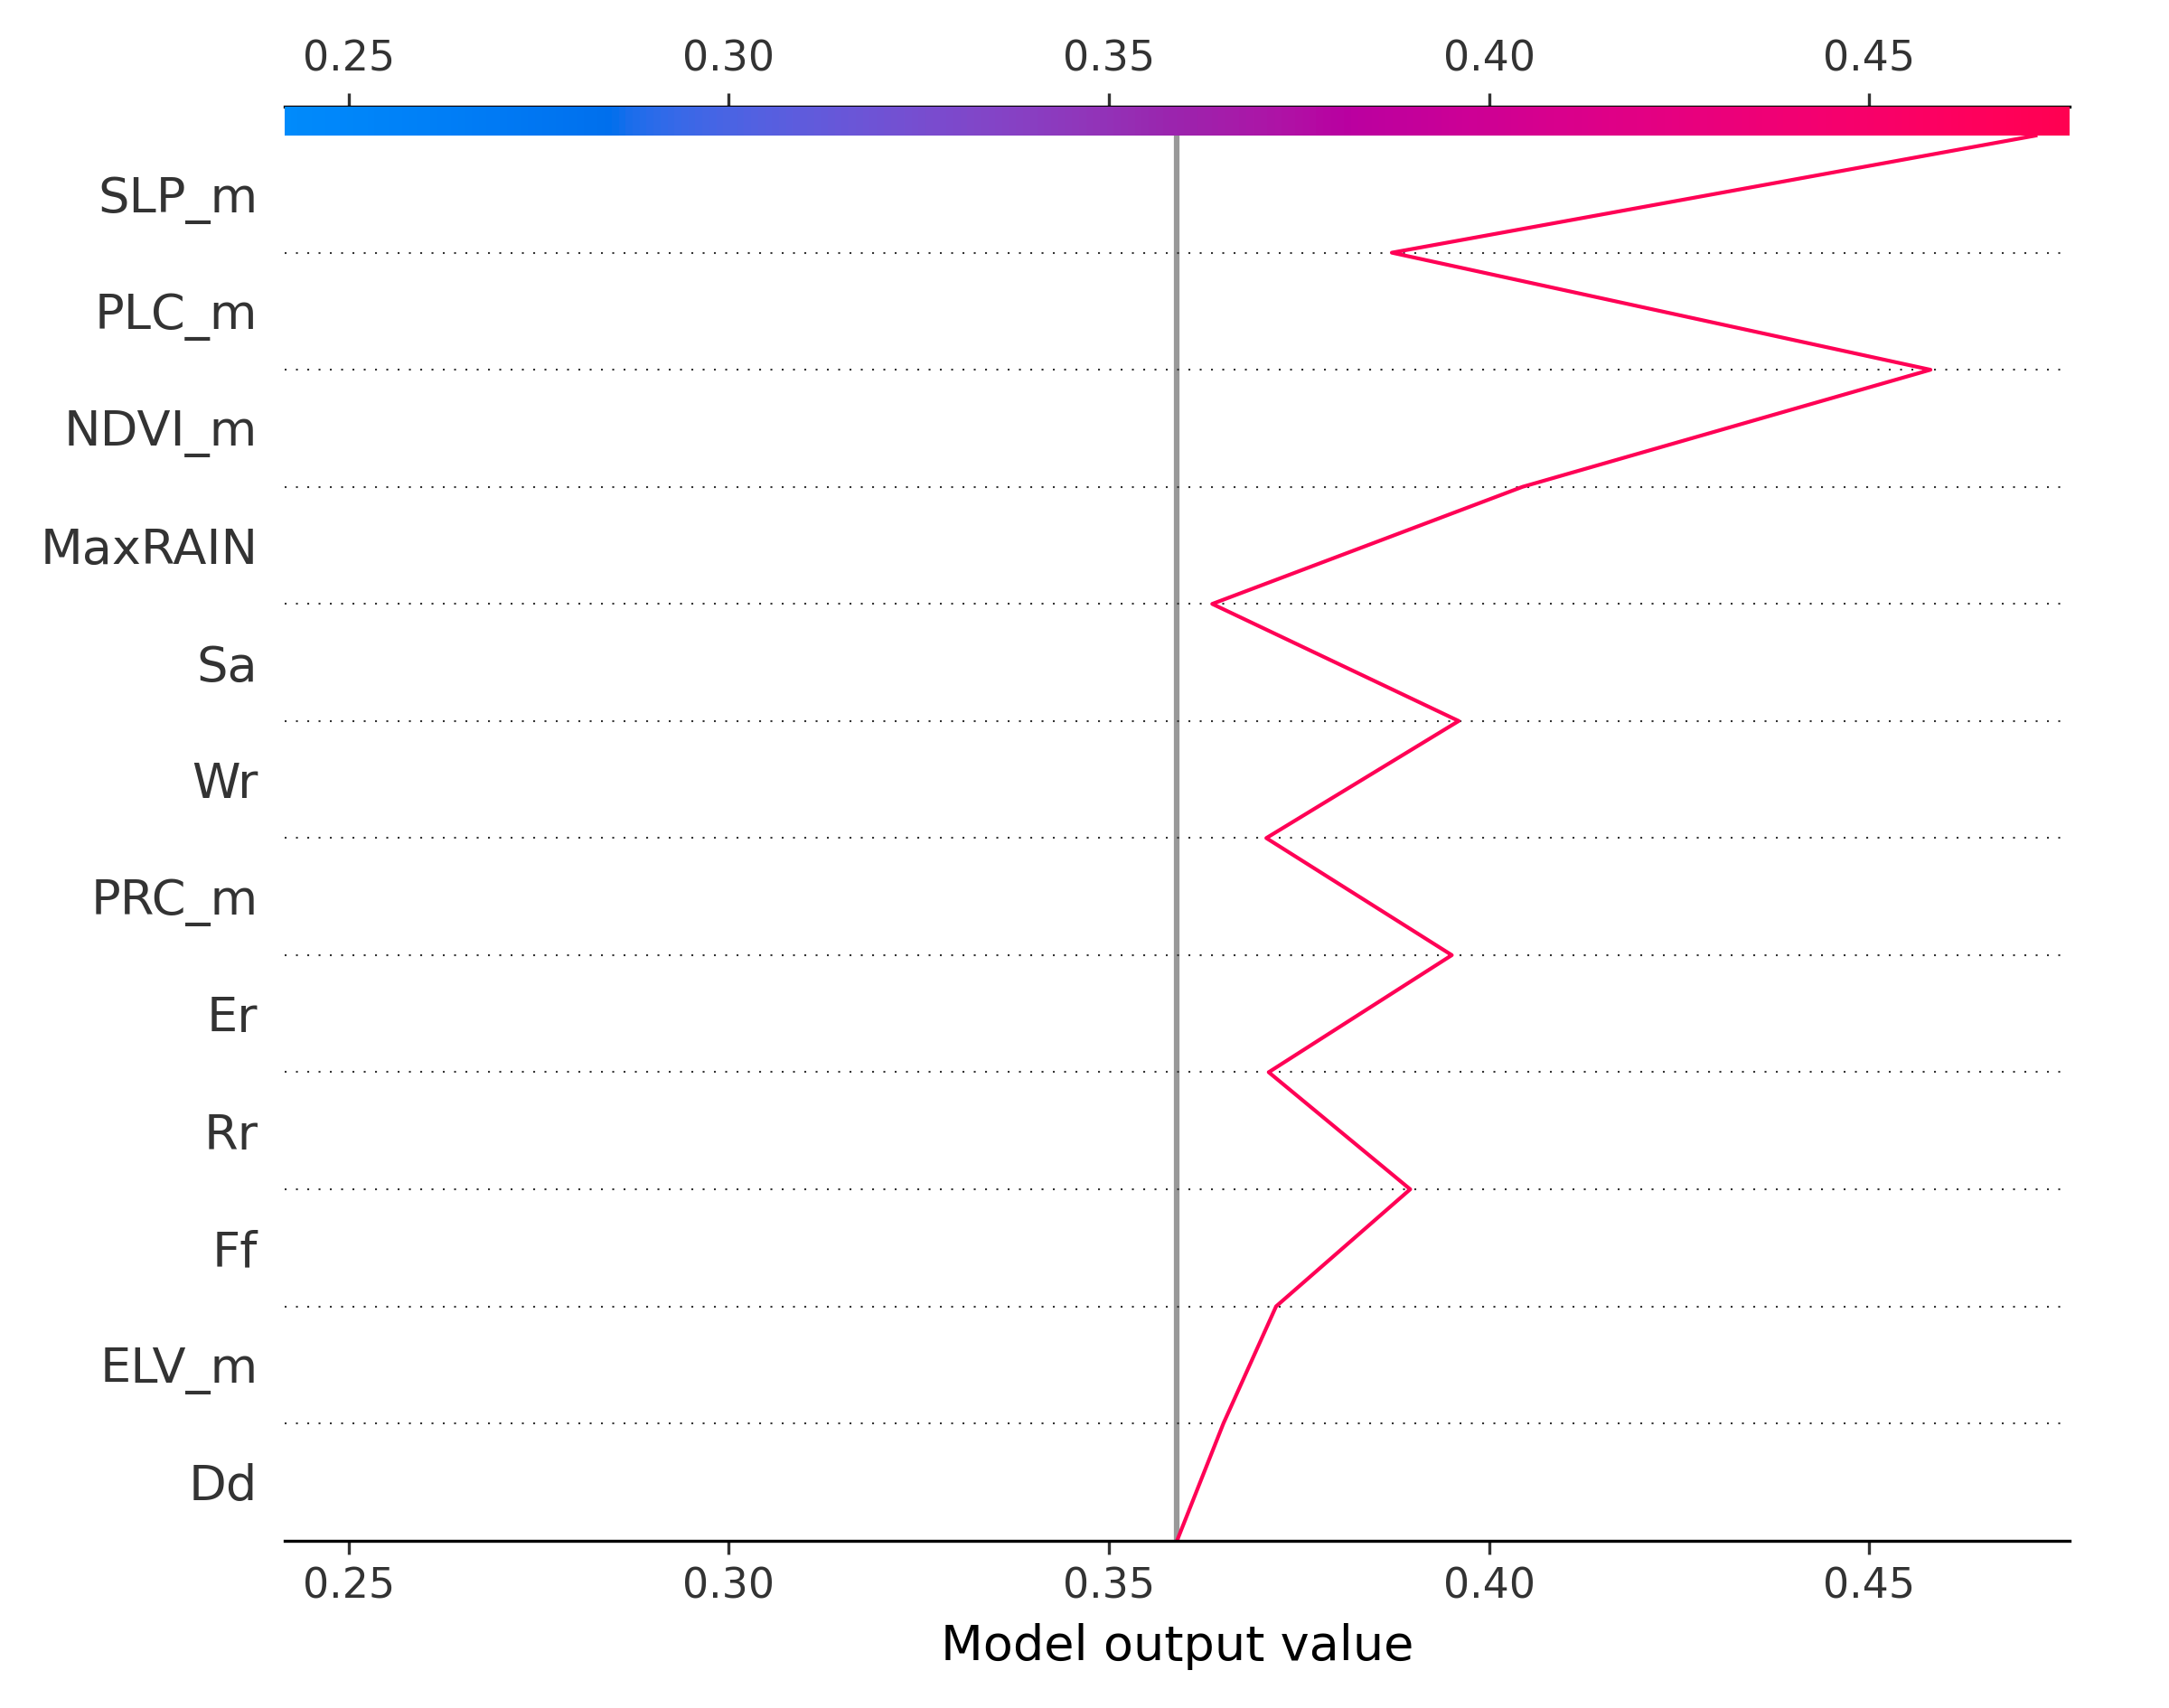 0.25 0.30 0.35 0.40 0.45
SLP_m
PLC_m
NDVI_m
MaxRAIN
Sa
Wr
PRC_m
Er
Rr
Ff
ELV_m
Dd
0.25 0.30 0.35 0.40 0.45
Model output value